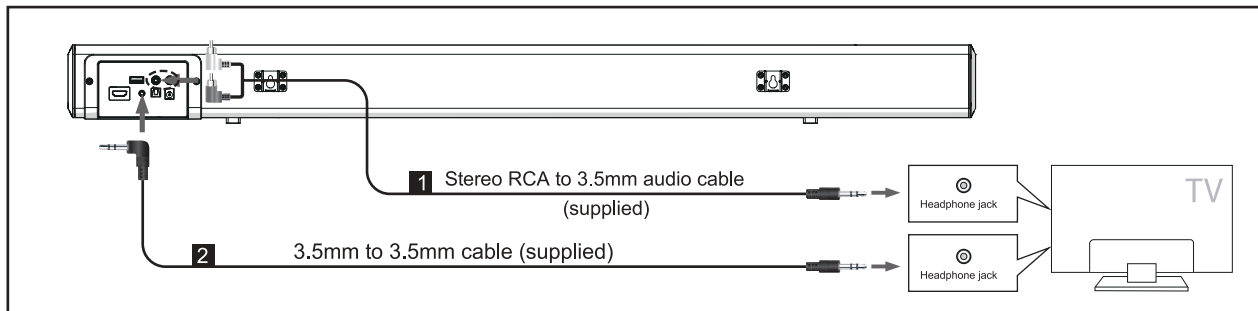 1 Stereo RCA to 3.5mm audio cable
(supplied)
Headphone jack
TV
2 3.5mm to 3.5mm cable (supplied)
Headphone jack